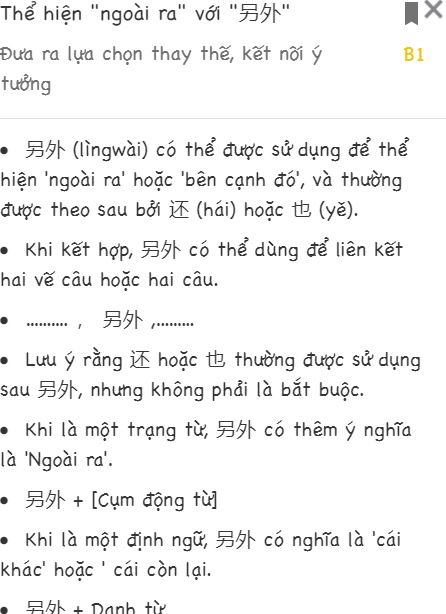 Thể hiện "ngoài ra" với "另外"
Đưa ra lựa chọn thay thế, kết nối ý
B1
tưởng
• 另外 (lìngwài) có thể được sử dụng để thể
hiện 'ngoài ra' hoặc 'bên cạnh đó', và thường
được theo sau bởi 还 (hái) hoặc 也 (yě).
• Khi kết hợp, 另外 có thể dùng để liên kết
hai vế câu hoặc hai câu.
• .......... ， 另外 ,.........
• Lưu ý rằng 还 hoặc 也 thường được sử dụng
sau 另外, nhưng không phải là bắt buộc.
• Khi là một trạng từ, 另外 có thêm ý nghĩa
là 'Ngoài ra'.
• 另外 + [Cụm động từ]
• Khi là một định ngữ, 另外 có nghĩa là 'cái
khác' hoặc ' cái còn lại.
• 另外 + Danh từ